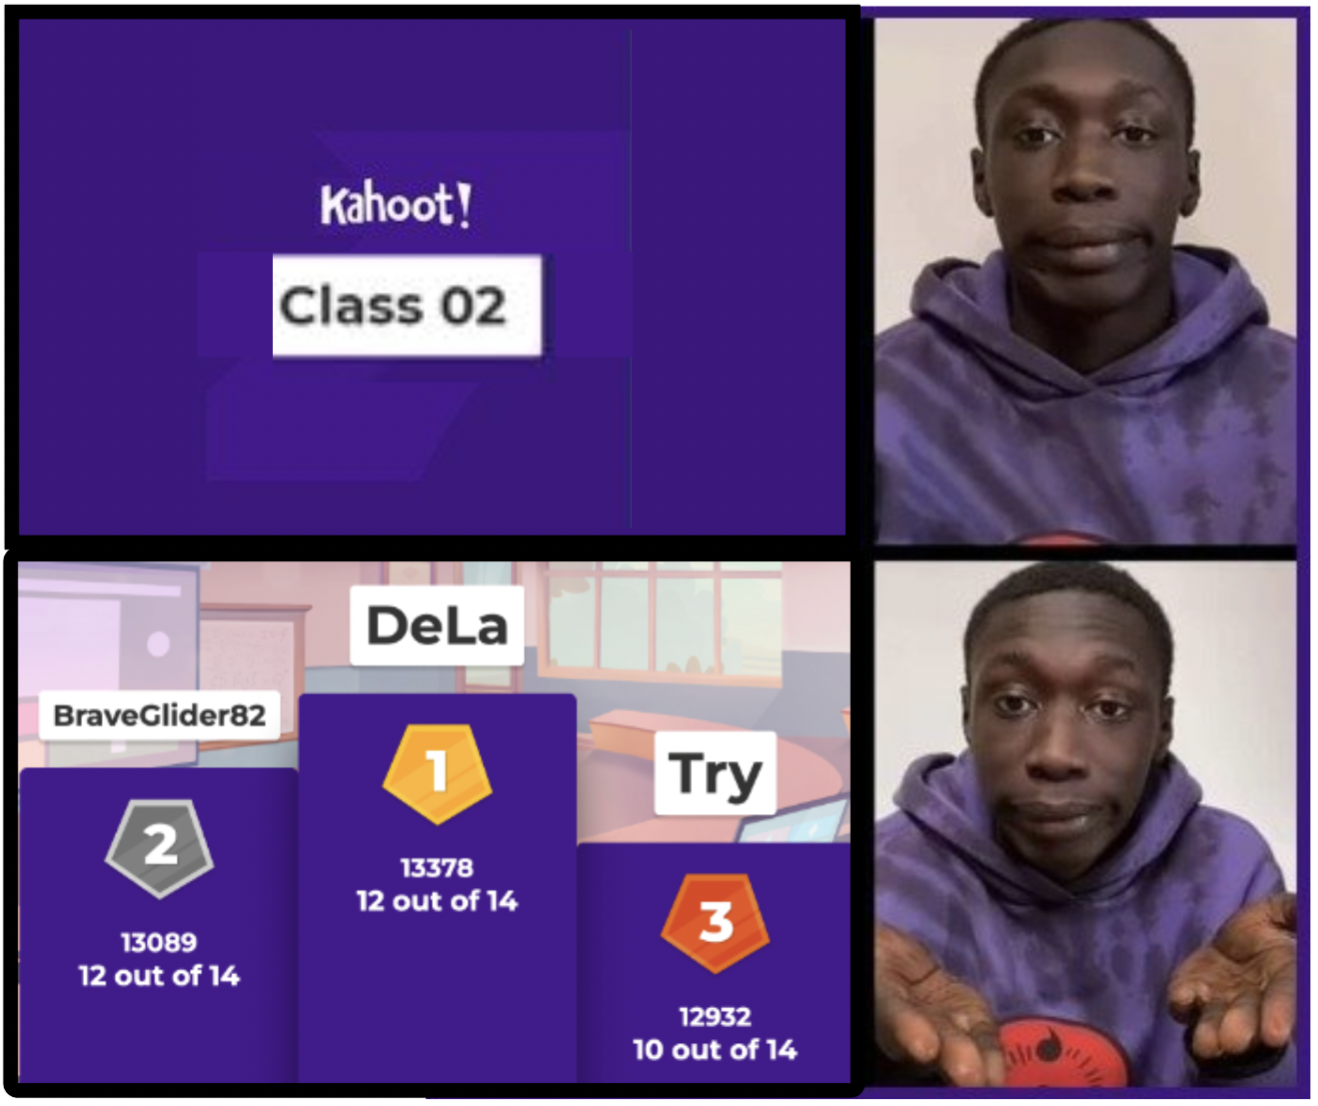 Kahoot!
Class 02
DeLa
BraveGlider82
1
Try
2
13378
12 out of 14
3
13089
12 out of 14
12932
10 out of 14